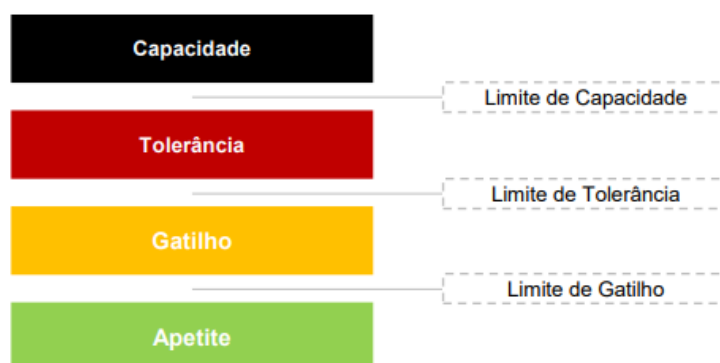 Capacidade
Limite de Capacidade
Tolerância
Limite de Tolerância
Gatilho
Limite de Gatilho
Apetite